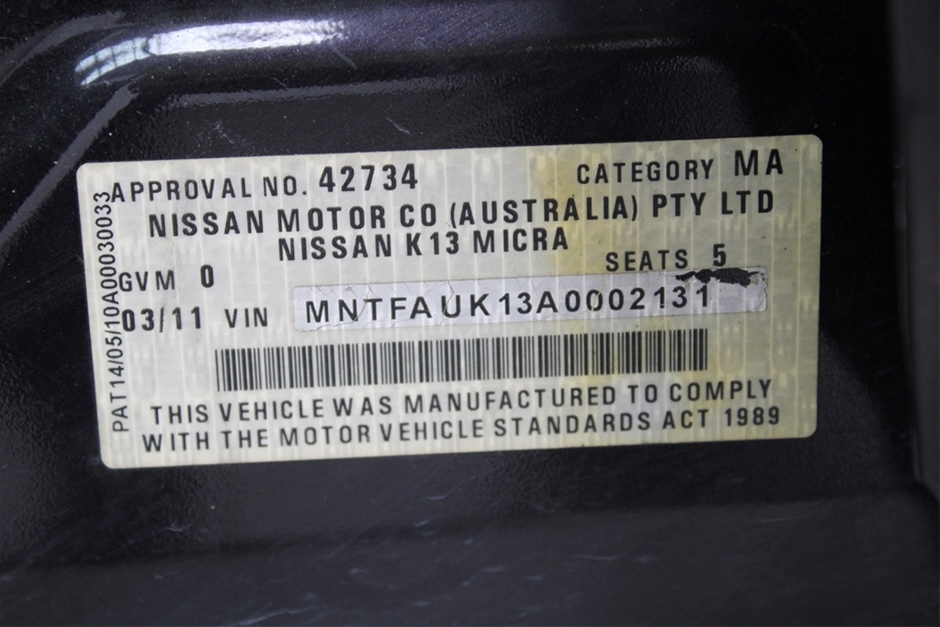 APPROVAL NO. 42734 CATEGORY MA
NISSAN MOTOR CO (AUSTRALIA) PTY LTD
NISSAN K13 MICRA
GVM 0 SEATS 5
03/11 VIN MNTFAUK13A0002131
THIS VEHICLE WAS MANUFACTURED TO COMPLY
WITH THE MOTOR VEHICLE STANDARDS ACT 1989
PAT14/05/10A00030033